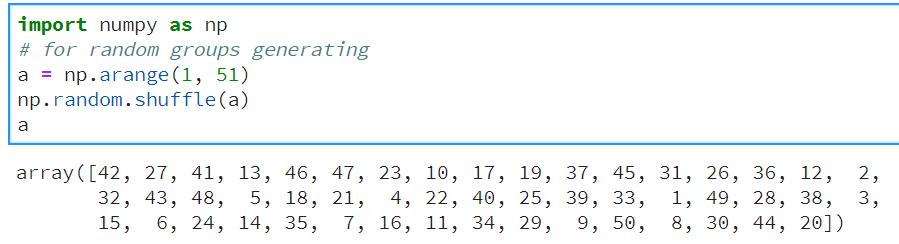 import numpy as np
# for random groups generating
a = np.arange(1, 51)
np.random.shuffle(a)
a
array([42, 27, 41, 13, 46, 47, 23, 10, 17, 19, 37, 45, 31, 26, 36, 12,  2,
       32, 43, 48,  5, 18, 21,  4, 22, 40, 25, 39, 33,  1, 49, 28, 38,  3,
       15,  6, 24, 14, 35,  7, 16, 11, 34, 29,  9, 50,  8, 30, 44, 20])